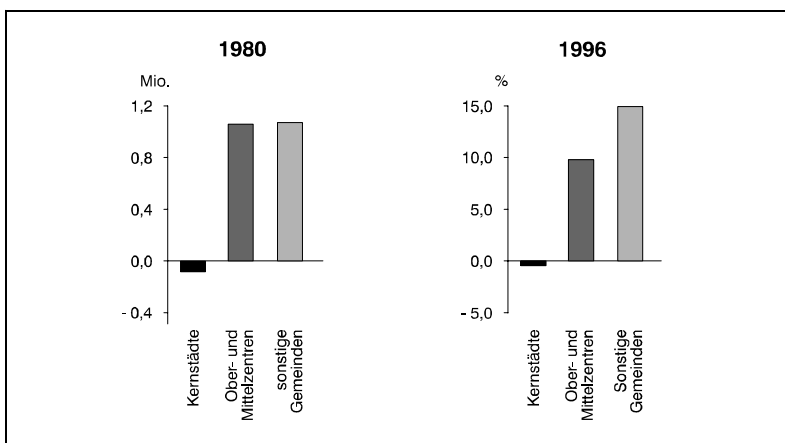 1980
Mio.
1,2
0,8
0,4
0,0
- 0,4
Kernstädte
Ober- und
Mittelzentren
sonstige
Gemeinden
1996
%
15,0
10,0
5,0
0,0
- 5,0
Kernstädte
Ober- und
Mittelzentren
Sonstige
Gemeinden